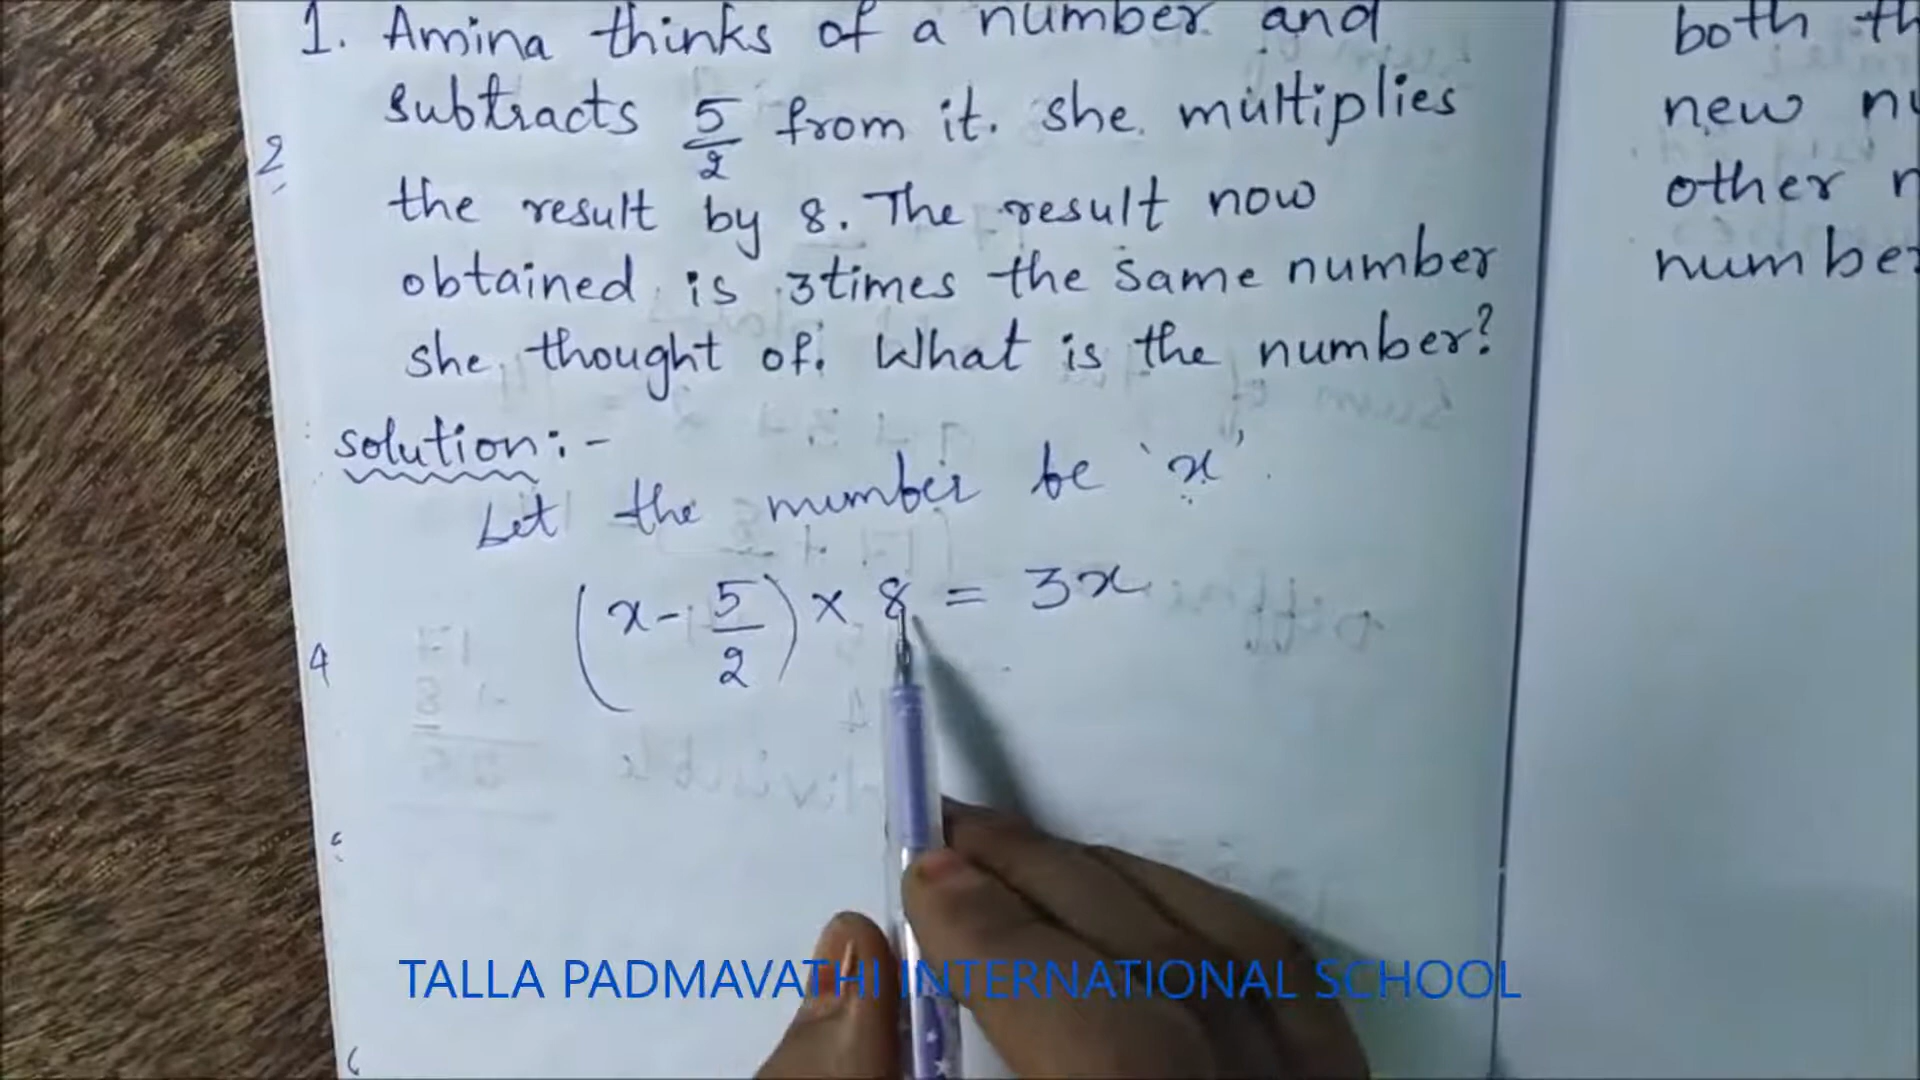 1. Amina thinks of a number and
subtracts 5/2 from it. she multiplies
the result by 8. The result now
obtained is 3times the same number
she thought of. What is the number?
solution:-
Let the number be 'x'.
(x - 5/2) × 8 = 3x
2
4
both
new
other
number
TALLA PADMAVATHI INTERNATIONAL SCHOOL